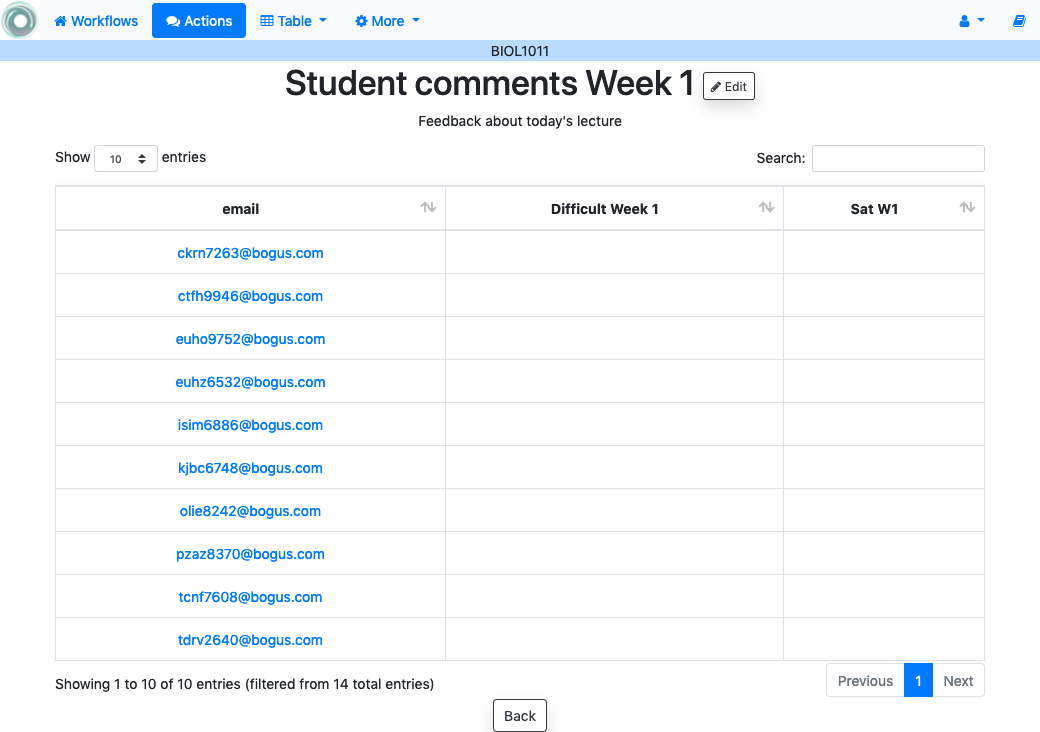 Workflows Actions Table More
BIOL1011
Student comments Week 1 Edit
Feedback about today's lecture
Show 10 entries Search:
email Difficult Week 1 Sat W1
ckrn7263@bogus.com
ctfh9946@bogus.com
euho9752@bogus.com
euhz6532@bogus.com
isim6886@bogus.com
kjbc6748@bogus.com
olie8242@bogus.com
pzaz8370@bogus.com
tcnf7608@bogus.com
tdrv2640@bogus.com
Showing 1 to 10 of 10 entries (filtered from 14 total entries) Previous 1 Next
Back